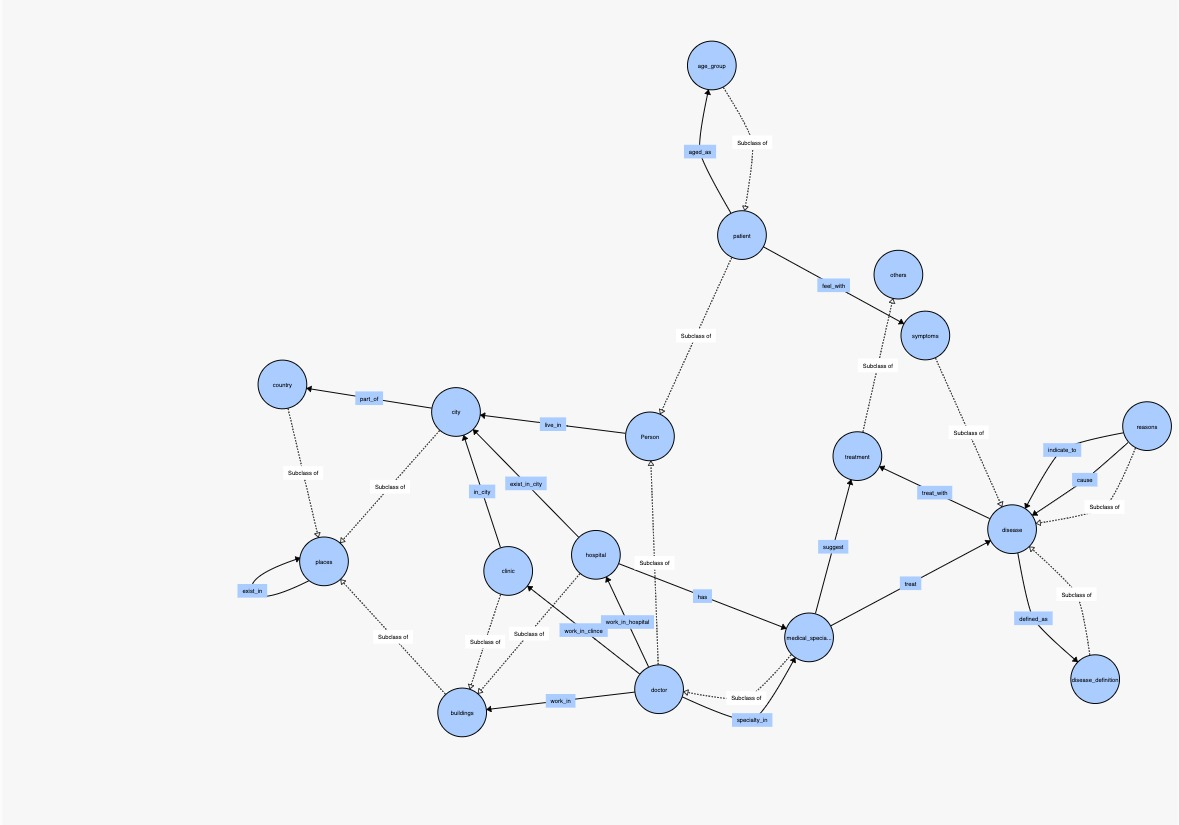 age_group
Subclass of
aged_as
patient
others
feel_with
symptoms
Subclass of
Subclass of
country
part_of
city
live_in
Person
reasons
Subclass of
indicate_to
treatment
Subclass of
exist_in_city
cause
Subclass of
in_city
treat_with
Subclass of
disease
suggest
hospital
places
Subclass of
clinic
treat
exist_in
Subclass of
has
defined_as
work_in_hospital
work_in_clince
Subclass of
Subclass of
Subclass of
medical_specia...
disease_definition
doctor
Subclass of
work_in
buildings
specialty_in